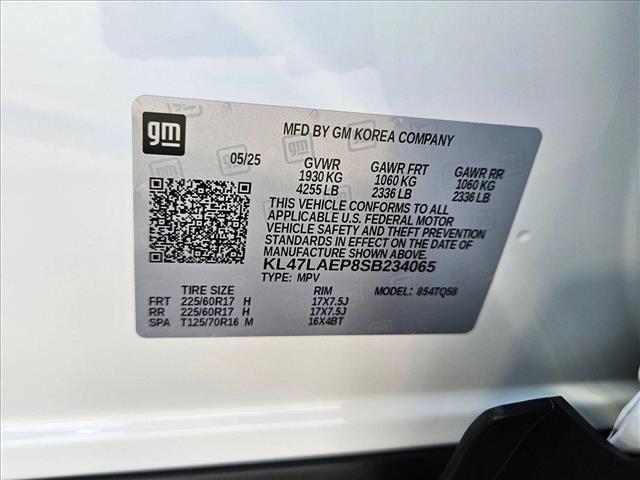 gm
MFD BY GM KOREA COMPANY
05/25 GVWR GAWR FRT GAWR RR
1930 KG 1060 KG 1060 KG
4255 LB 2336 LB 2336 LB
THIS VEHICLE CONFORMS TO ALL
APPLICABLE U.S. FEDERAL MOTOR
VEHICLE SAFETY AND THEFT PREVENTION
STANDARDS IN EFFECT ON THE DATE OF
MANUFACTURE SHOWN ABOVE.
KL47LAEP8SB234065
TYPE: MPV MODEL: 854TQ58
TIRE SIZE RIM
FRT 225/60R17 H 17X7.5J
RR 225/60R17 H 17X7.5J
SPA T125/70R16 M 16X4BT